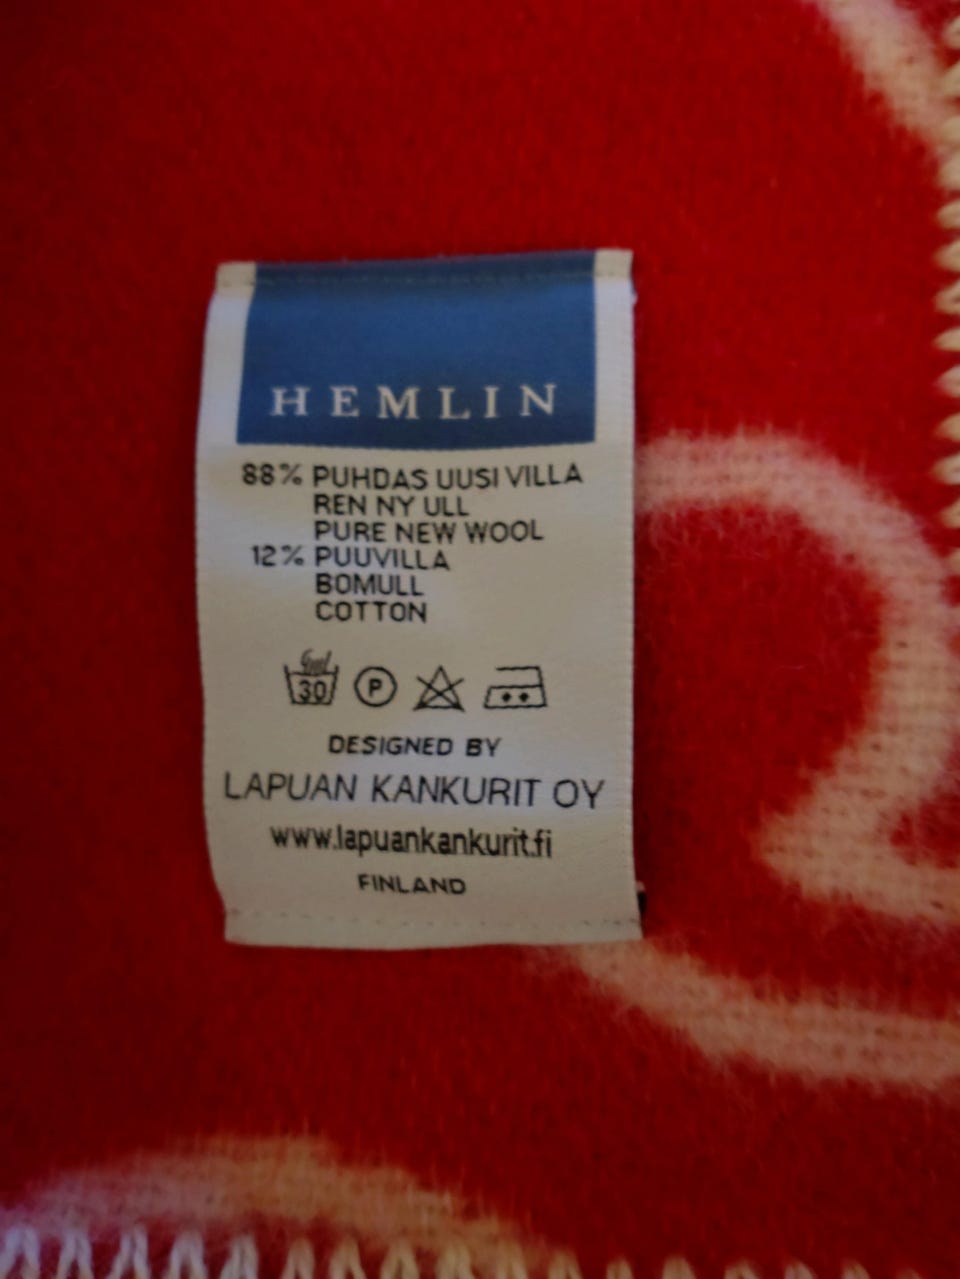 HEMLIN
88% PUHDAS UUSI VILLA
REN NY ULL
PURE NEW WOOL
12% PUUVILLA
BOMULL
COTTON
30 P
DESIGNED BY
LAPUAN KANKURIT OY
www.lapuankankurit.fi
FINLAND